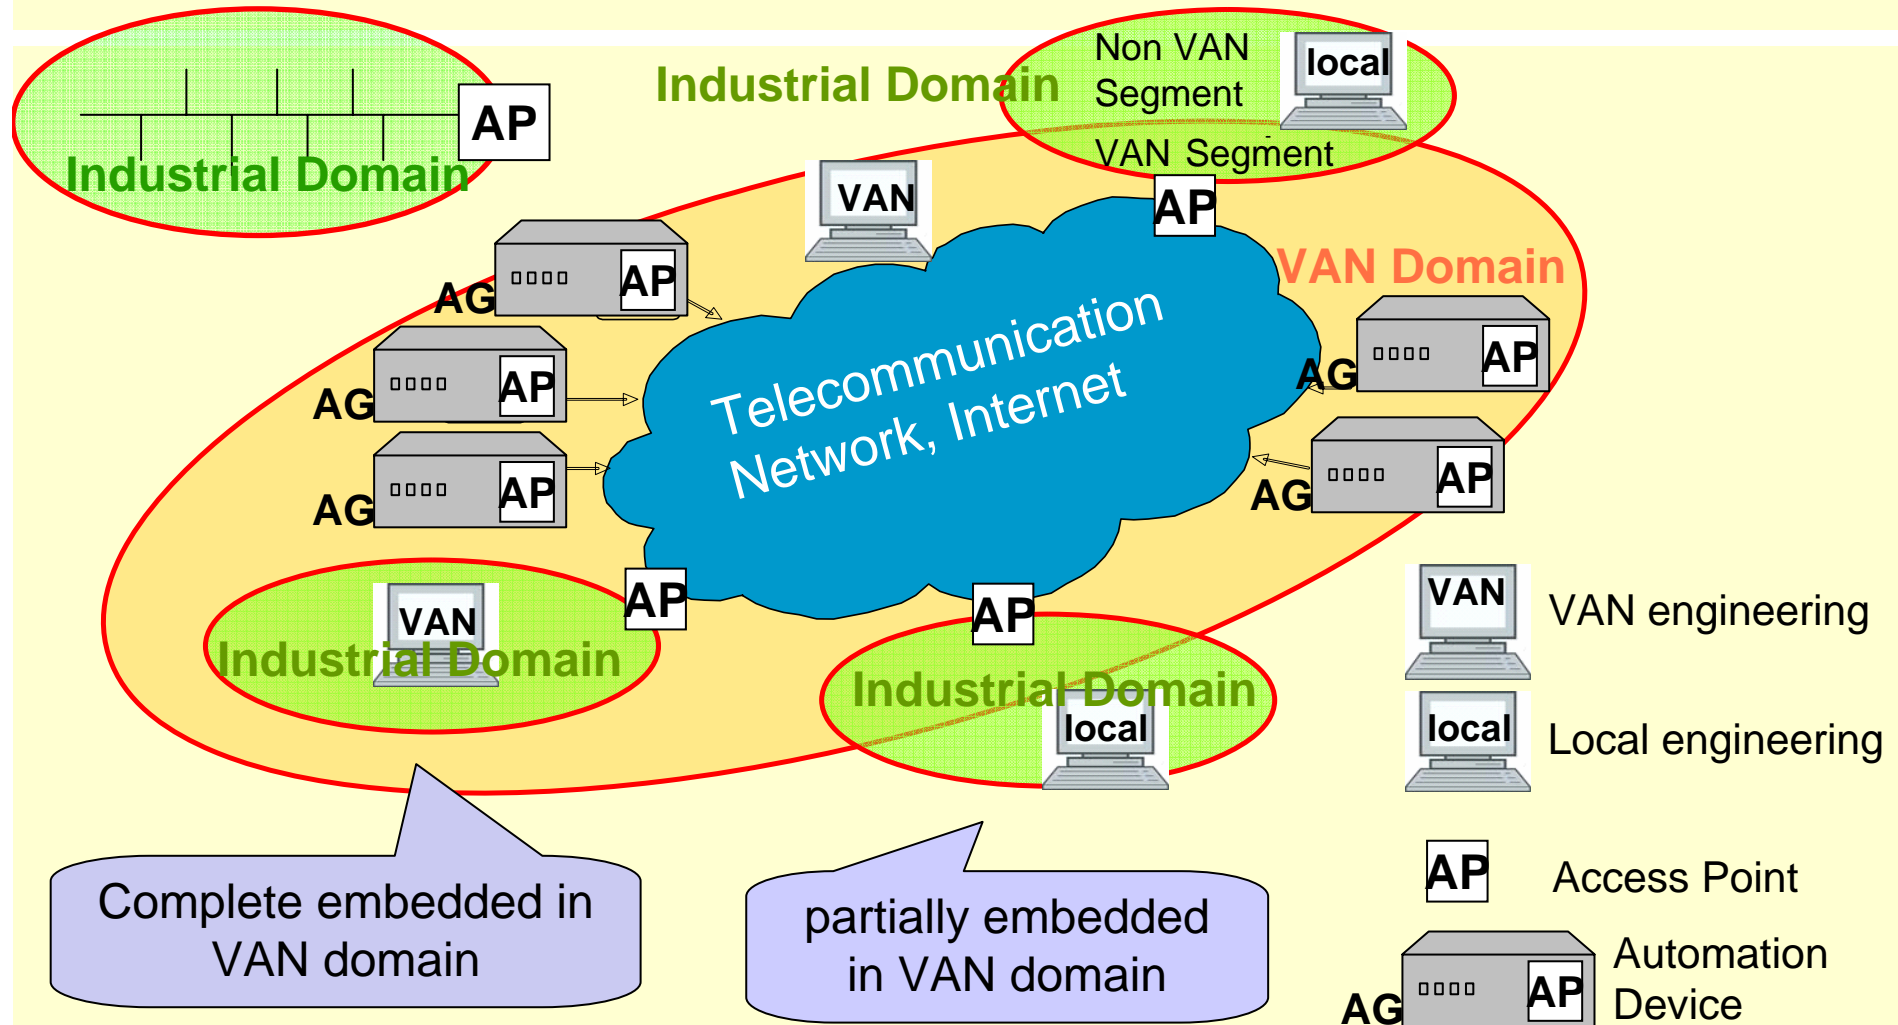 Non VAN
Segment
VAN Segment
local
Industrial Domain
AP
Industrial Domain
VAN
AP
VAN Domain
AG
AP
AG
AP
AG
AP
Telecommunication
Network, Internet
AG
AP
AG
AP
VAN
Industrial Domain
AP
AP
Industrial Domain
local
VAN
VAN engineering
local
Local engineering
AP
Access Point
AG
AP
Automation
Device
Complete embedded in
VAN domain
partially embedded
in VAN domain